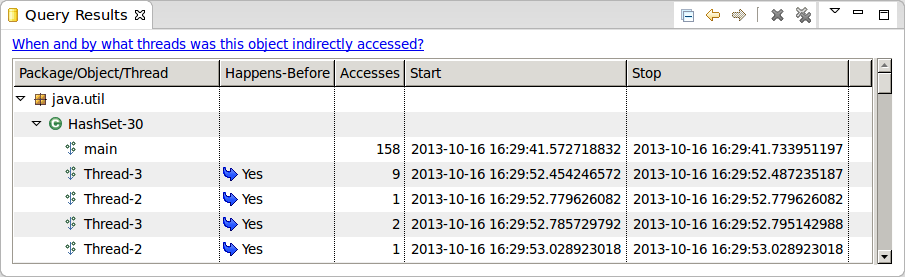 Query Results
When and by what threads was this object indirectly accessed?
Package/Object/Thread Happens-Before Accesses Start Stop
java.util
C HashSet-30
main 158 2013-10-16 16:29:41.572718832 2013-10-16 16:29:41.733951197
Thread-3 Yes 9 2013-10-16 16:29:52.454246572 2013-10-16 16:29:52.487235187
Thread-2 Yes 1 2013-10-16 16:29:52.779626082 2013-10-16 16:29:52.779626082
Thread-3 Yes 2 2013-10-16 16:29:52.785729792 2013-10-16 16:29:52.795142988
Thread-2 Yes 1 2013-10-16 16:29:53.028923018 2013-10-16 16:29:53.028923018